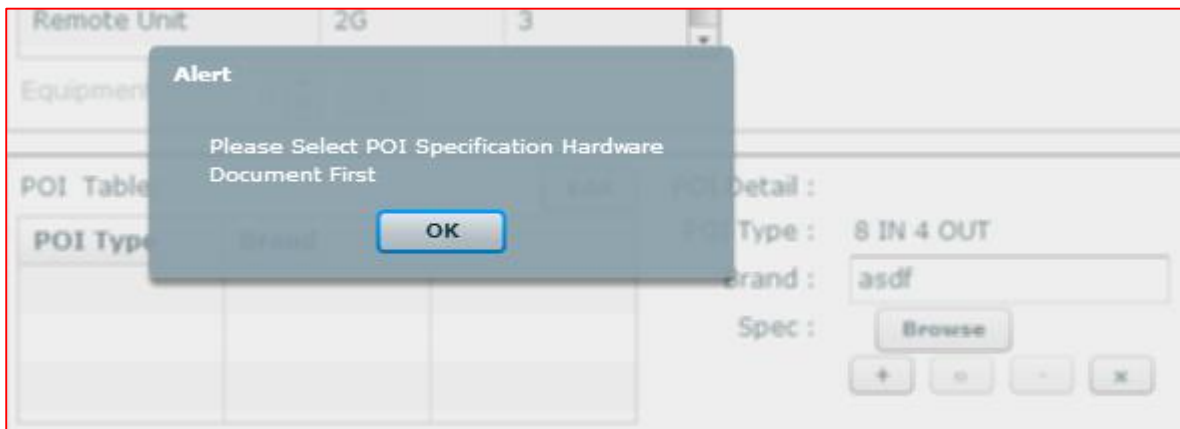 Remote Unit 2G 3
Alert
Equipmen
Please Select POI Specification Hardware
Document First
POI Table
Detail :
POI Type Brand
OK
Type : 8 IN 4 OUT
Brand : asdf
Spec : Browse
+ o - x